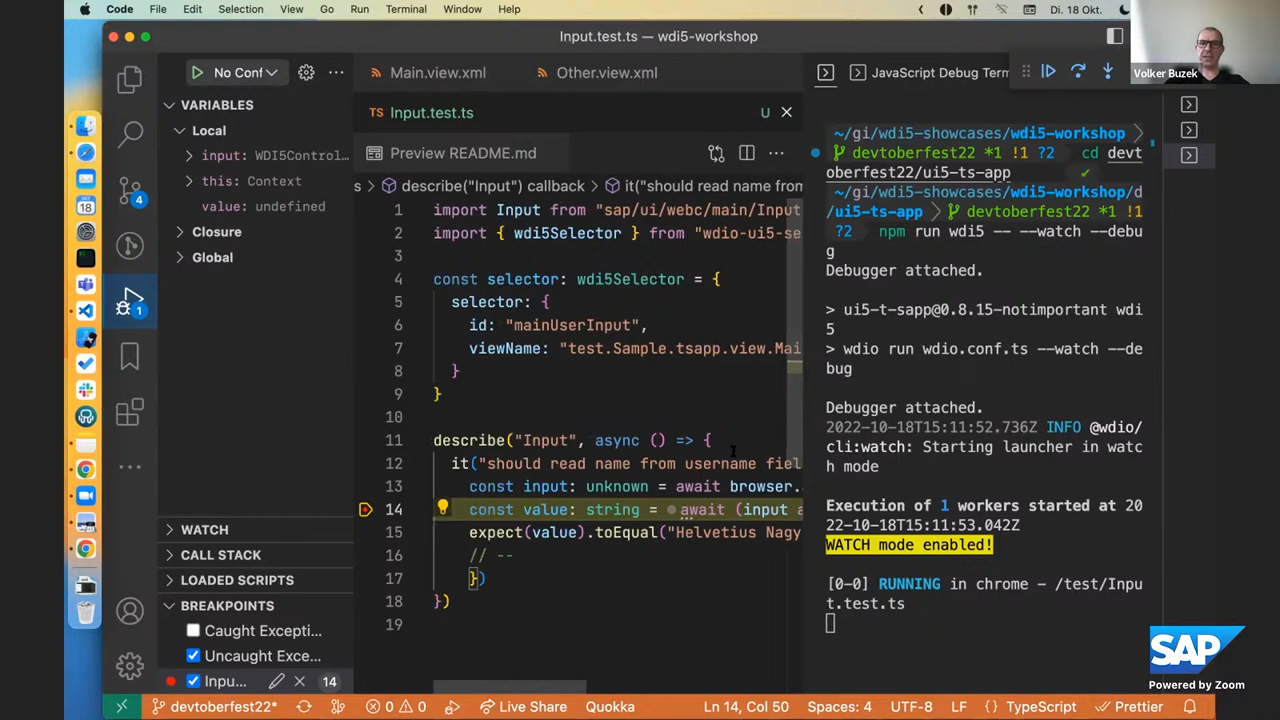 Code File Edit Selection View Go Run Terminal Window Help
Di. 18 Okt.
Input.test.ts — wdi5-workshop
Volker Buzek
No Conf
Main.view.xml
Other.view.xml
JavaScript Debug Term
VARIABLES
Local
input: WDI5Control…
this: Context
value: undefined
Closure
Global
WATCH
CALL STACK
LOADED SCRIPTS
BREAKPOINTS
Caught Excepti…
Uncaught Exce…
Inpu…
14
4
1
OCT
18
TS Input.test.ts U
Preview README.md
s > describe("Input") callback > it("should read name from
1 import Input from "sap/ui/webc/main/Input
2 import { wdi5Selector } from "wdio-ui5-se
3
4 const selector: wdi5Selector = {
5 selector: {
6 id: "mainUserInput",
7 viewName: "test.Sample.tsapp.view.Mai
8 }
9 }
10
11 describe("Input", async () => {
12 it("should read name from username fiel
13 const input: unknown = await browser.
14 const value: string = await (input a
15 expect(value).toEqual("Helvetius Nagy
16 // --
17 })
18 })
19
~/gi/wdi5-showcases/wdi5-workshop
devtoberfest22 *1 !1 ?2 cd devt
oberfest22/ui5-ts-app ✔
~/gi/wdi5-showcases/wdi5-workshop/d
/ui5-ts-app devtoberfest22 *1 !1
?2 npm run wdi5 -- --watch --debu
g
Debugger attached.
> ui5-t-sapp@0.8.15-notimportant wdi
5
> wdio run wdio.conf.ts --watch --de
bug
Debugger attached.
2022-10-18T15:11:52.736Z INFO @wdio/
cli:watch: Starting launcher in watc
h mode
Execution of 1 workers started at 20
22-10-18T15:11:53.042Z
WATCH mode enabled!
[0-0] RUNNING in chrome - /test/Inpu
t.test.ts
SAP
Powered by Zoom
devtoberfest22*
0 0
Live Share
Quokka
Ln 14, Col 50
Spaces: 4
UTF-8
LF
TypeScript
Prettier